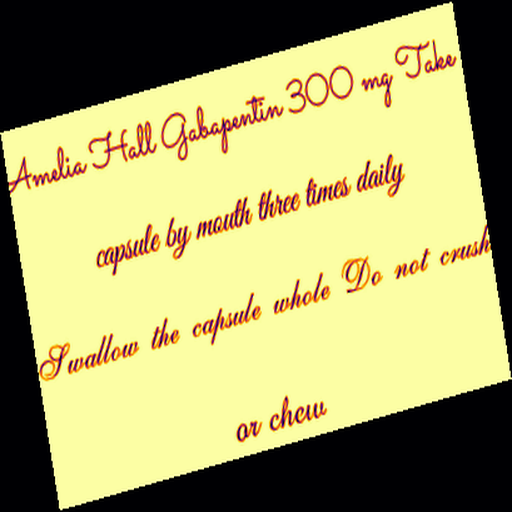 Amelia Hall Gabapentin 300 mg Take
capsule by mouth three times daily
Swallow the capsule whole Do not crush
or chew